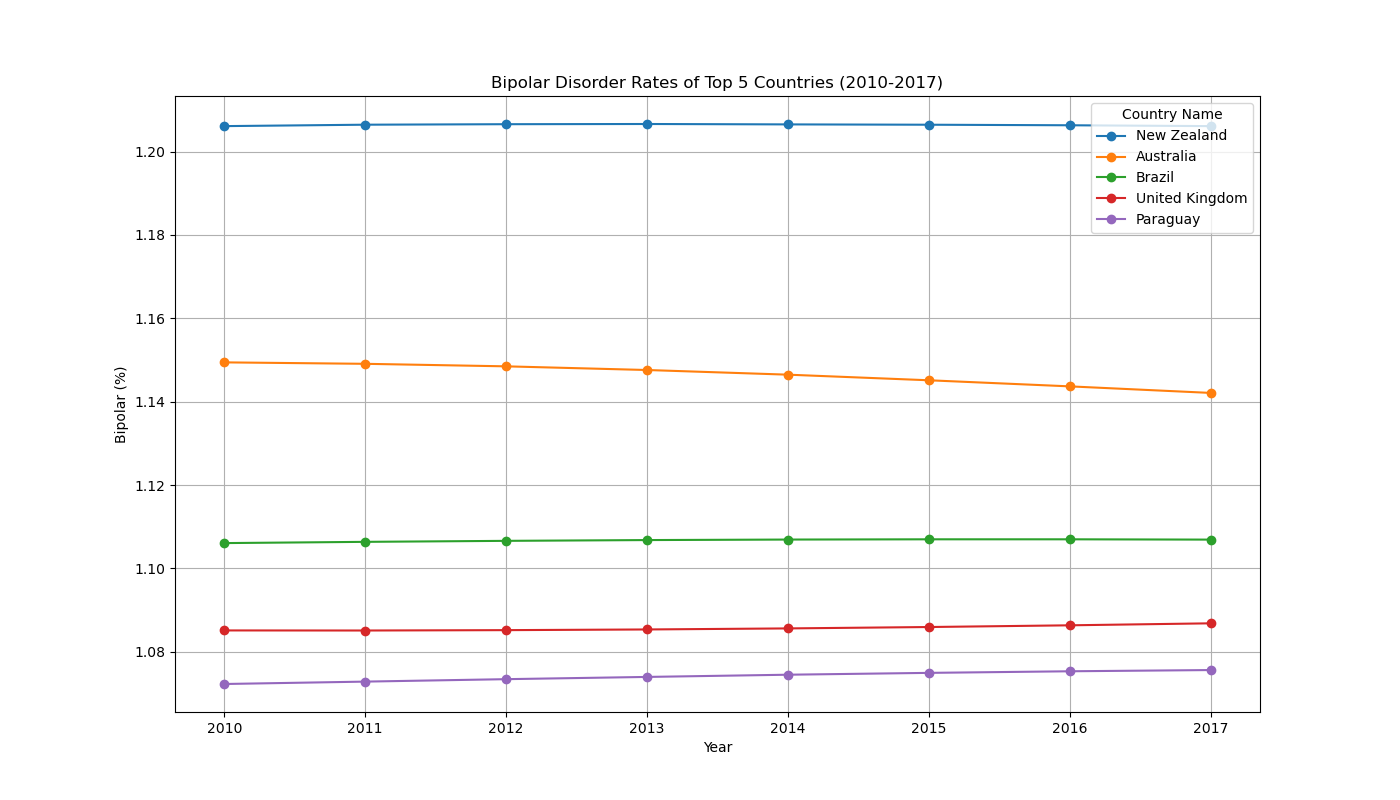 Bipolar Disorder Rates of Top 5 Countries (2010-2017)
Country Name
New Zealand
Australia
Brazil
United Kingdom
Paraguay
1.20
1.18
1.16
1.14
1.12
1.10
1.08
Bipolar (%)
2010 2011 2012 2013 2014 2015 2016 2017
Year